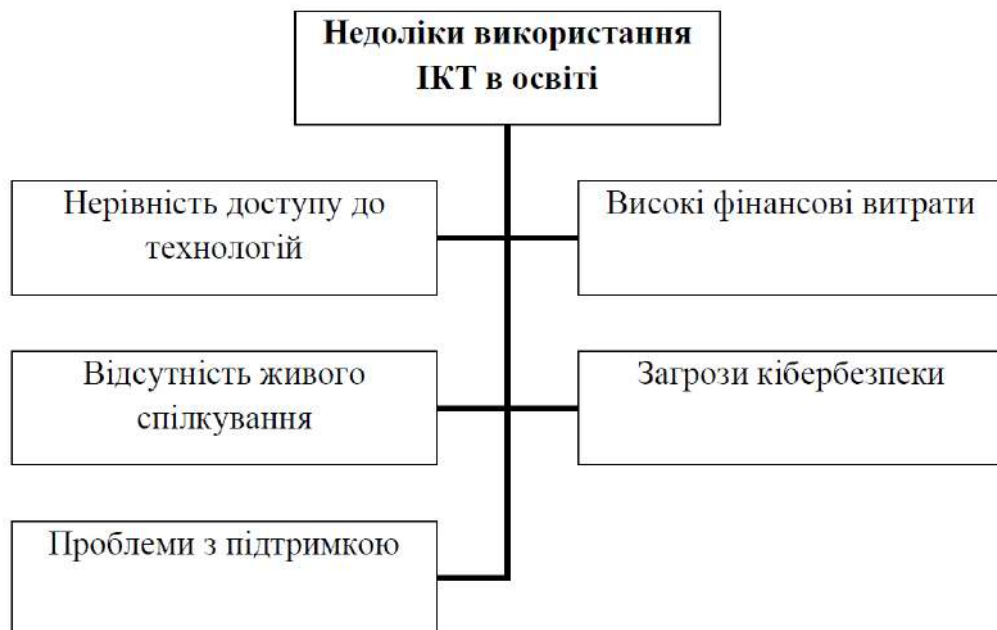 Недоліки використання
ІКТ в освіті
Нерівність доступу до
технологій
Високі фінансові витрати
Відсутність живого
спілкування
Загрози кібербезпеки
Проблеми з підтримкою